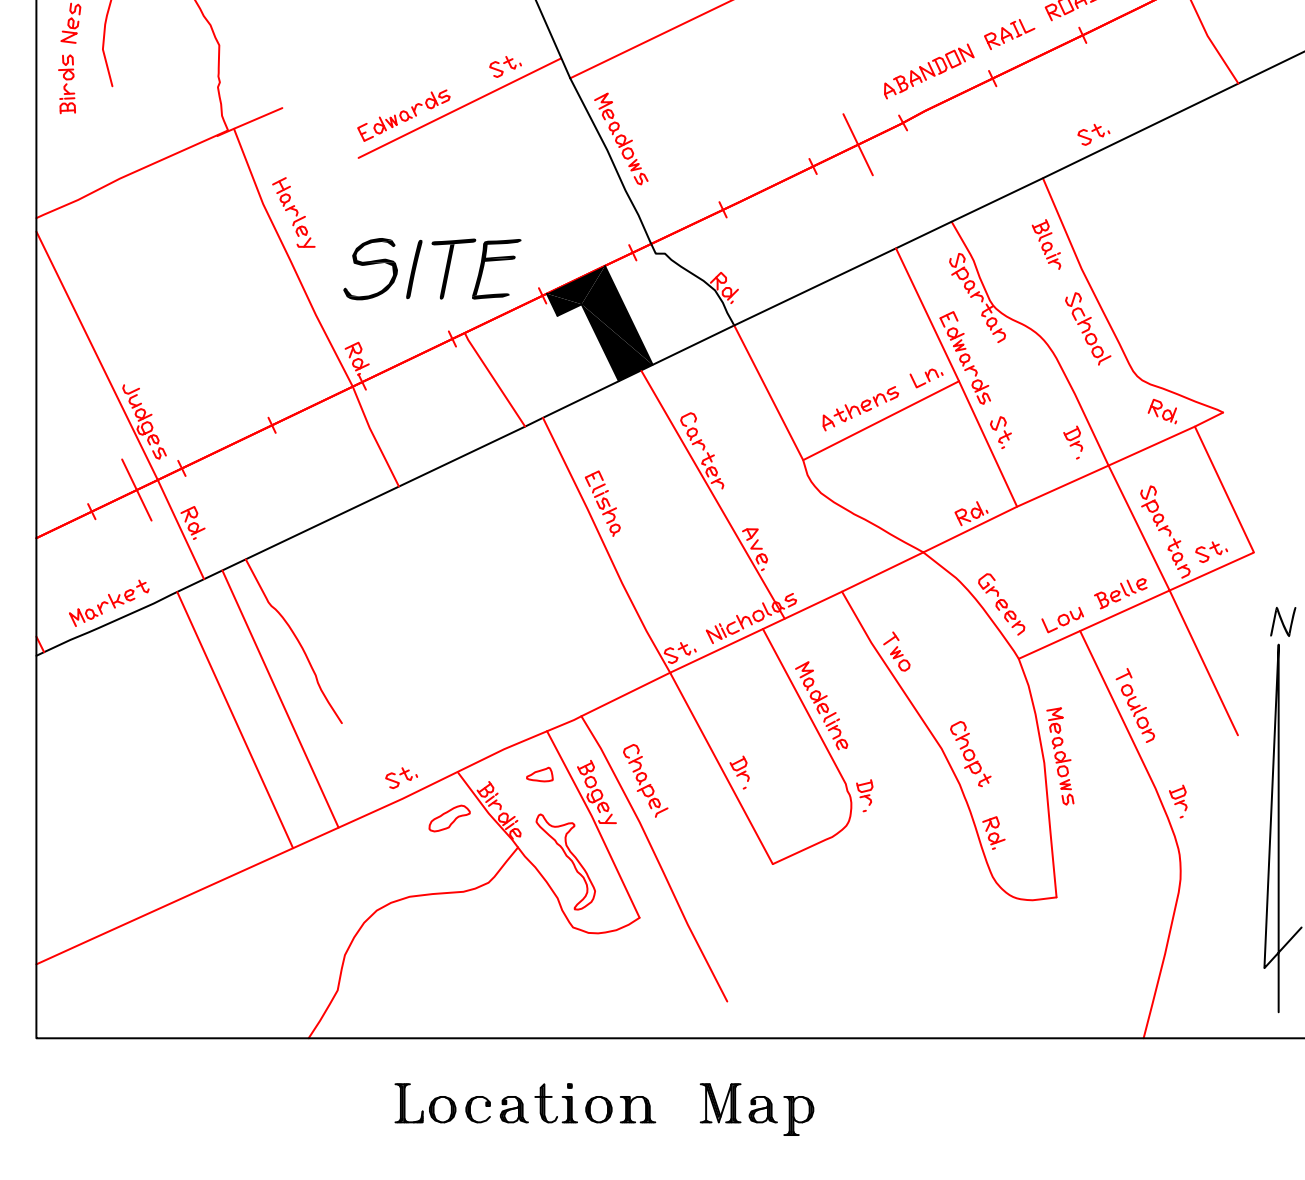 Birds Nes
Edwards St.
Meadows Rd.
ABANDON RAIL ROAD
St.
Harley Rd.
SITE
Blair School Rd.
Spartan Dr.
Edwards St.
Athens Ln.
Judges Rd.
Carter Ave.
Elisha Dr.
Market
Rd.
Spartan
St. Nicholas
Green Meadows
Lou Belle St.
N
Two Chopt Rd.
Madeline Dr.
Toulon Dr.
St.
Birdie
Bogey
Chapel
Location Map